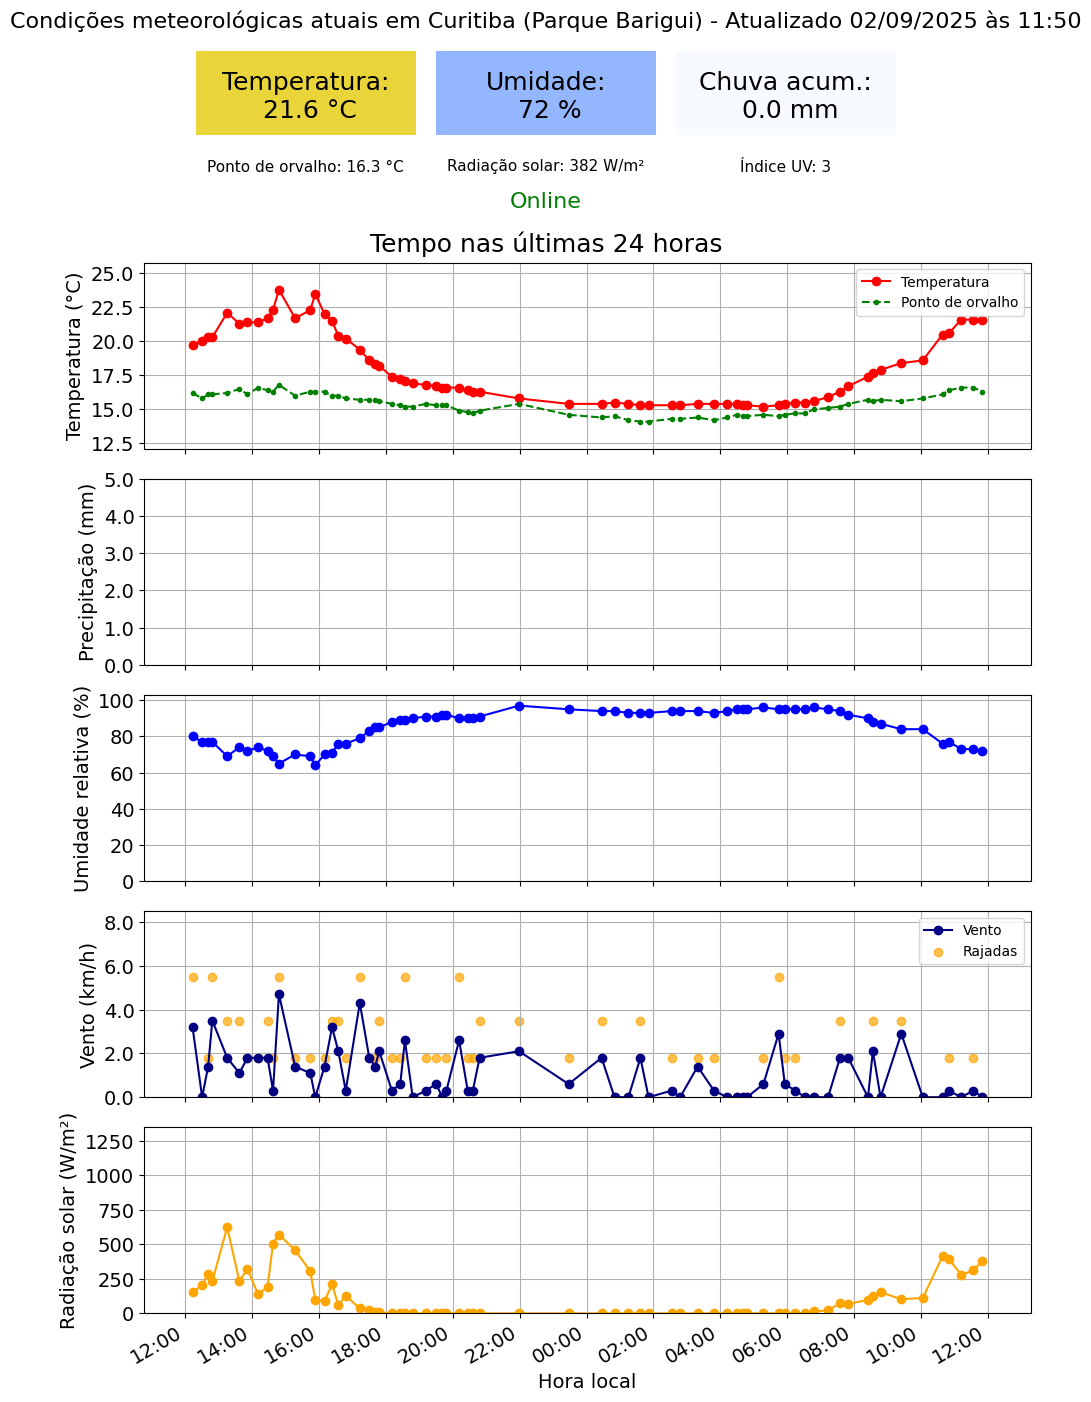 Condições meteorológicas atuais em Curitiba (Parque Barigui) - Atualizado 02/09/2025 às 11:50
Temperatura:
21.6 °C
Umidade:
72 %
Chuva acum.:
0.0 mm
Ponto de orvalho: 16.3 °C
Radiação solar: 382 W/m²
Índice UV: 3
Online
Tempo nas últimas 24 horas
Temperatura (°C)
25.0
22.5
20.0
17.5
15.0
12.5
Temperatura
Ponto de orvalho
Precipitação (mm)
5.0
4.0
3.0
2.0
1.0
0.0
Umidade relativa (%)
100
80
60
40
20
0
Vento (km/h)
8.0
6.0
4.0
2.0
0.0
Vento
Rajadas
Radiação solar (W/m²)
1250
1000
750
500
250
0
12:00
14:00
16:00
18:00
20:00
22:00
00:00
02:00
04:00
06:00
08:00
10:00
12:00
Hora local